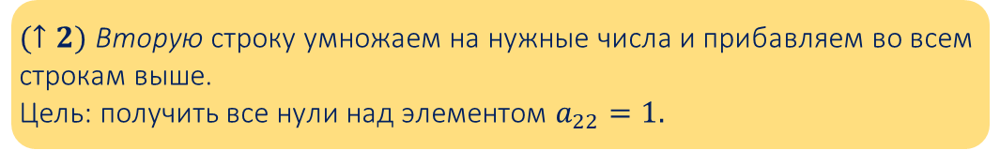 (↑ 2) Вторую строку умножаем на нужные числа и прибавляем во всем
строкам выше.
Цель: получить все нули над элементом a₂₂ = 1.